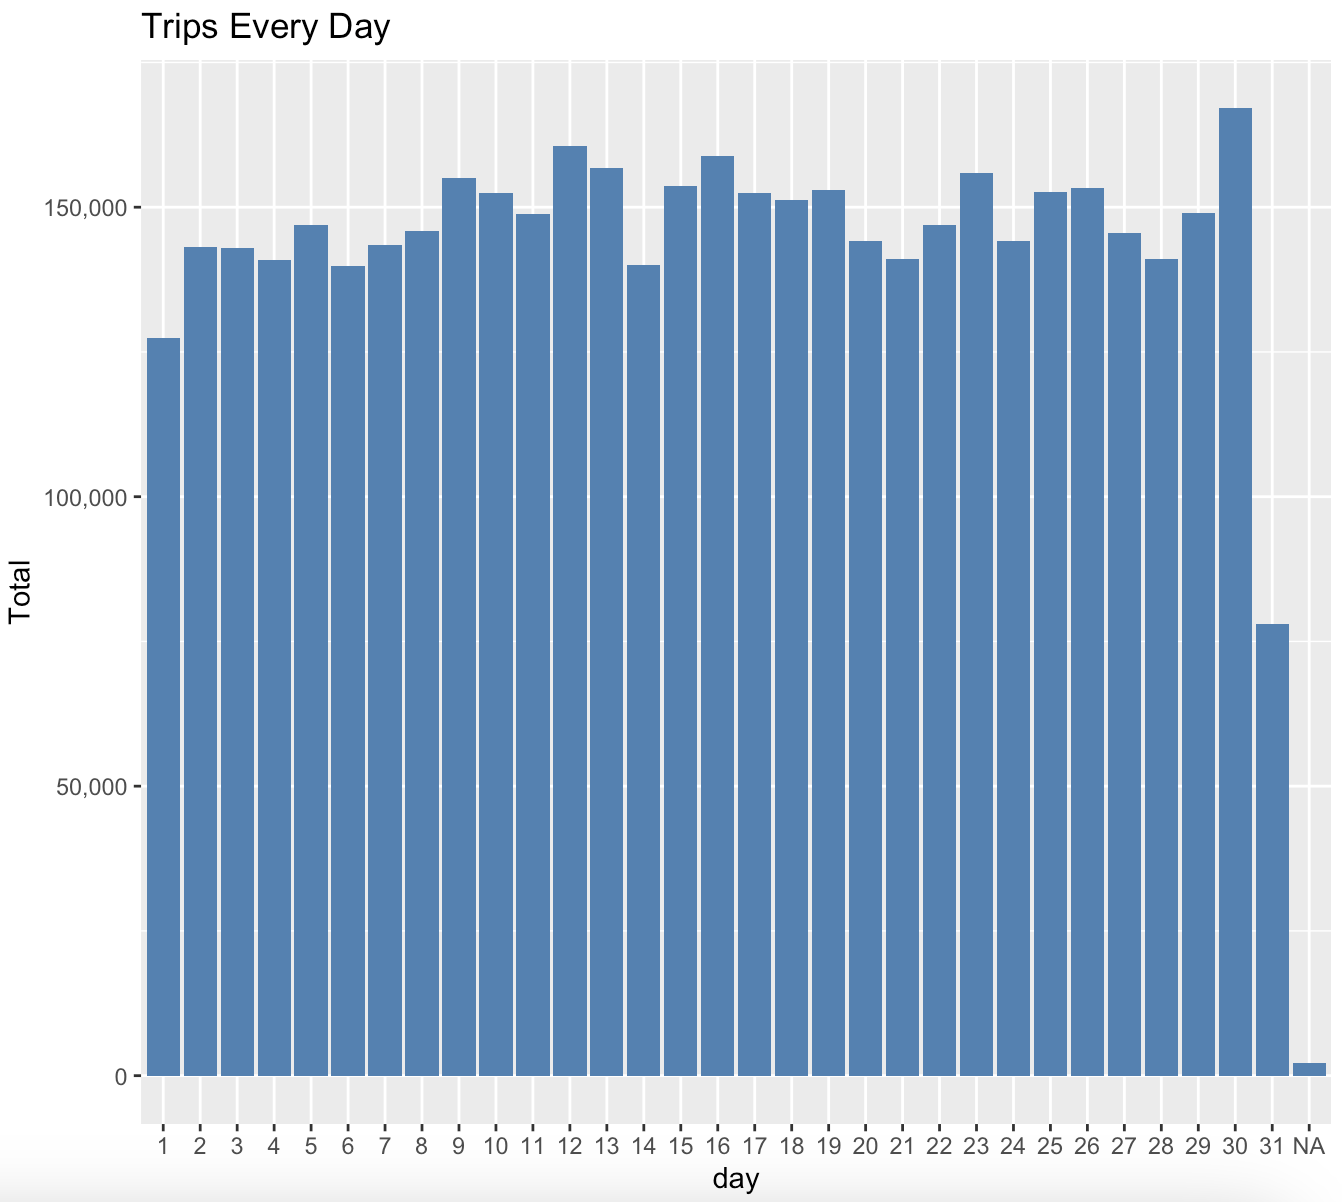 Trips Every Day
Total
150,000
100,000
50,000
0
1 2 3 4 5 6 7 8 9 10 11 12 13 14 15 16 17 18 19 20 21 22 23 24 25 26 27 28 29 30 31 NA
day